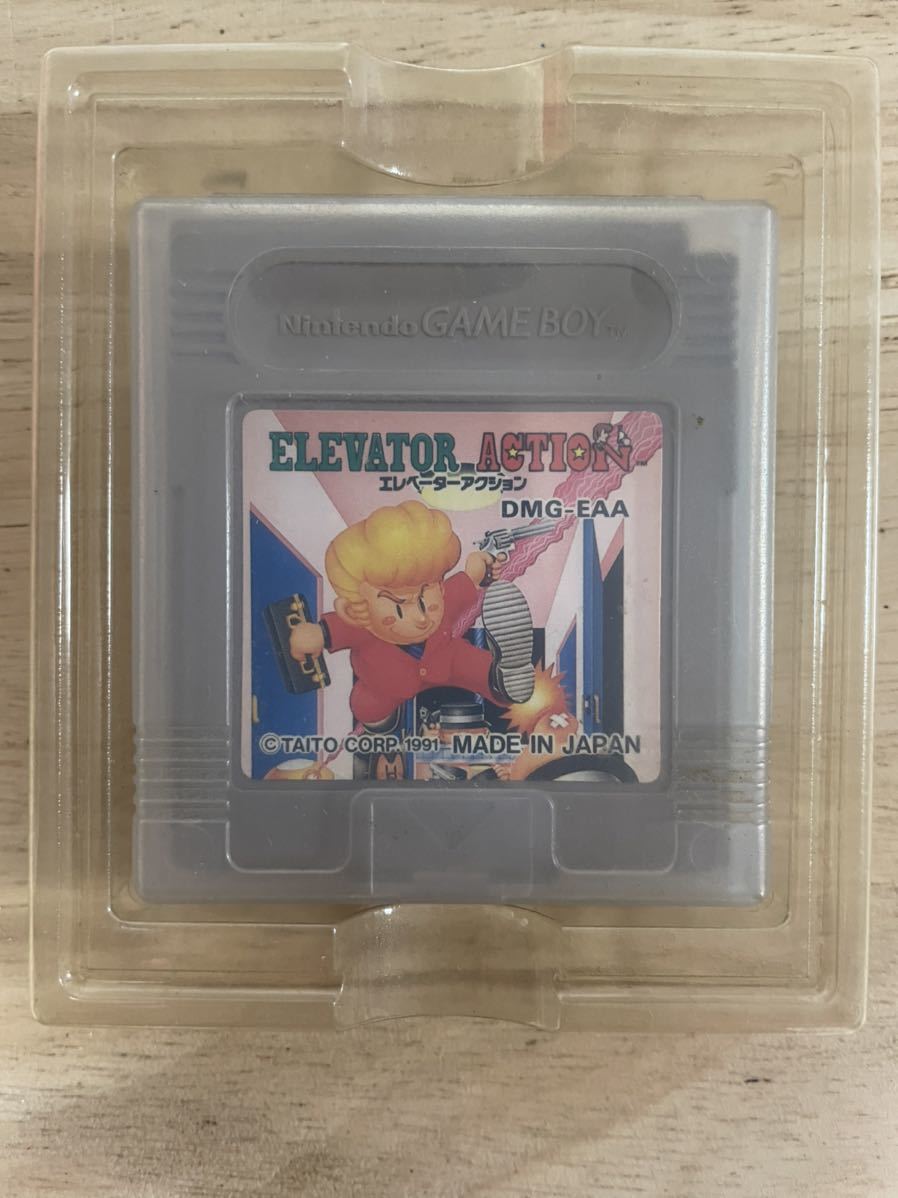 Nintendo GAME BOY™
ELEVATOR ACTION™
エレベーターアクション
DMG-EAA
©TAITO CORP. 1991 MADE IN JAPAN